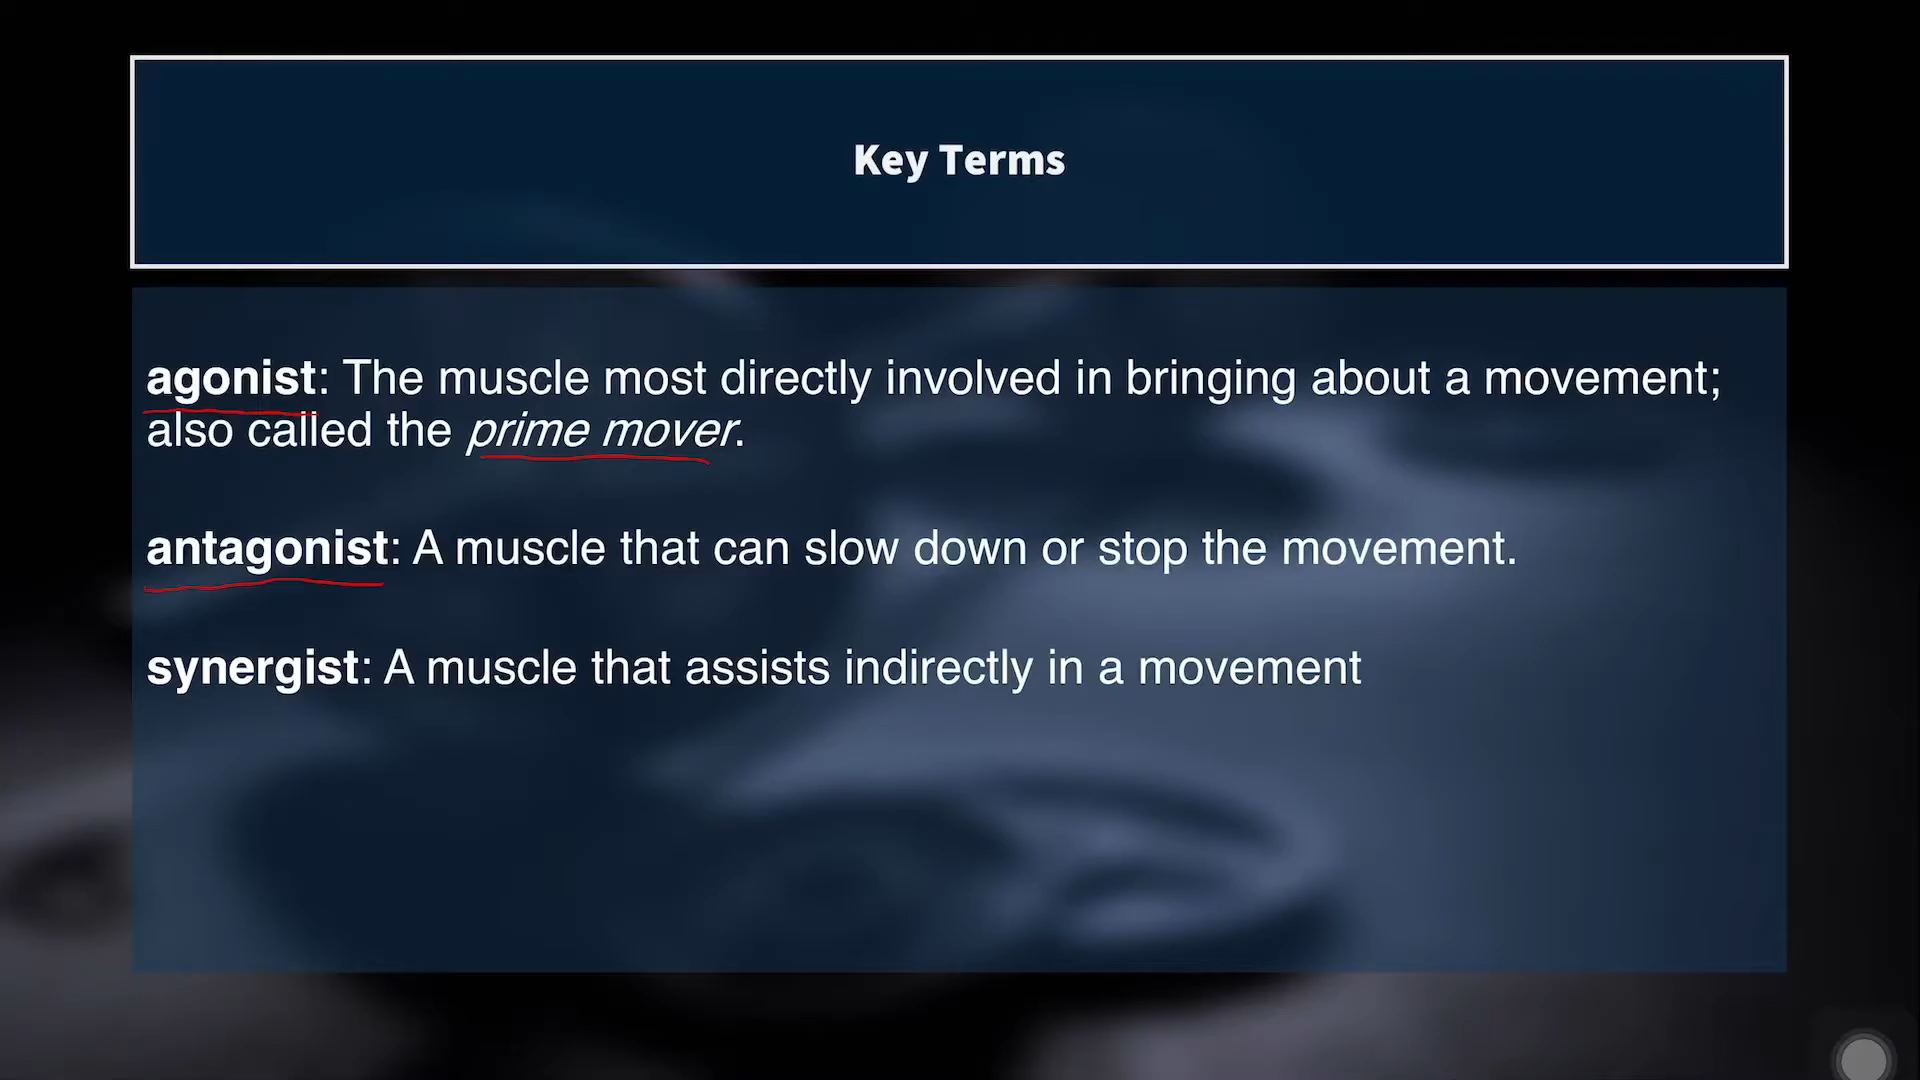 Key Terms
agonist: The muscle most directly involved in bringing about a movement;
also called the prime mover.
antagonist: A muscle that can slow down or stop the movement.
synergist: A muscle that assists indirectly in a movement